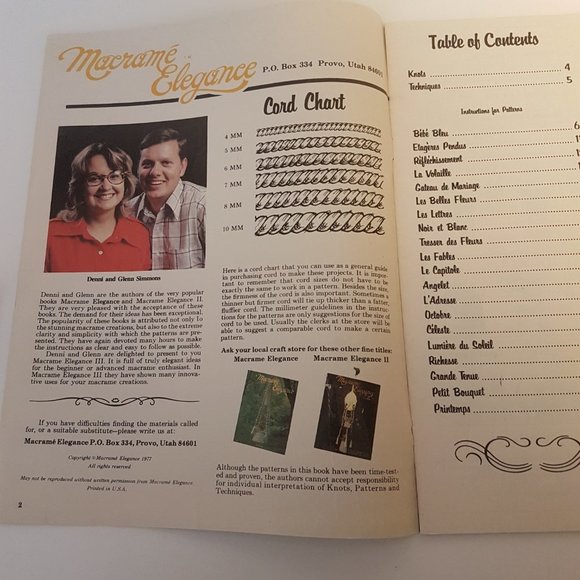 Macramé
Elegance
P.O. Box 334 Provo, Utah 84601
Cord Chart
4 MM
5 MM
6 MM
7 MM
8 MM
10 MM
Denni and Glenn Simmons
Denni and Glenn are the authors of the very popular
books Macrame Elegance and Macrame Elegance II.
They are very pleased with the acceptance of these
books. The demand for their ideas has been exceptional.
The popularity of these books is attributed not only to
the stunning macrame creations, but also to the extreme
clarity and simplicity with which the patterns are pre-
sented. They have again devoted many hours to make
the instructions as clear and easy to follow as possible.
Denni and Glenn are delighted to present to you
Macrame Elegance III. It is full of truly elegant ideas
for the beginner or advanced macrame enthusiast. In
Macrame Elegance III they have shown many innova-
tive uses for your macrame creations.
If you have difficulties finding the materials called
for, or a suitable substitute—please write us at:
Macramé Elegance P.O. Box 334, Provo, Utah 84601
Copyright © Macramé Elegance 1977
All rights reserved
May not be reproduced without written permission from Macramé Elegance.
Printed in U.S.A.
2
Here is a cord chart that you can use as a general guide
in purchasing cord to make these projects. It is impor-
tant to remember that cord sizes do not have to be
exactly the same to work in a pattern. Besides the size,
the firmness of the cord is also important. Sometimes a
thinner but firmer cord will up thicker than a fatter,
fluffier cord. The millimeter guidelines in the instruc-
tions for the patterns are only suggestions for the size of
cord to be used. Usually the clerks at the store will be
able to suggest a comparable cord to make a certain
pattern.
Ask your local craft store for these other fine titles:
Macrame Elegance Macrame Elegance II
Although the patterns in this book have been time-test-
ed and proven, the authors cannot accept responsibility
for individual interpretation of Knots, Patterns and
Techniques.
Table of Contents
Knots 4
Techniques 5
Instructions for Patterns
Bébé Bleu 6
Etagères Pendus
Réfléchissement
La Volaille
Gateau de Mariage
Les Belles Fleurs
Les Lettres
Noir et Blanc
Tresser des Fleurs
Les Fables
Le Capitole
Angelet
L'Adresse
Octobre
Céleste
Lumière du Soleil
Richesse
Grande Tenue
Petit Bouquet
Printemps